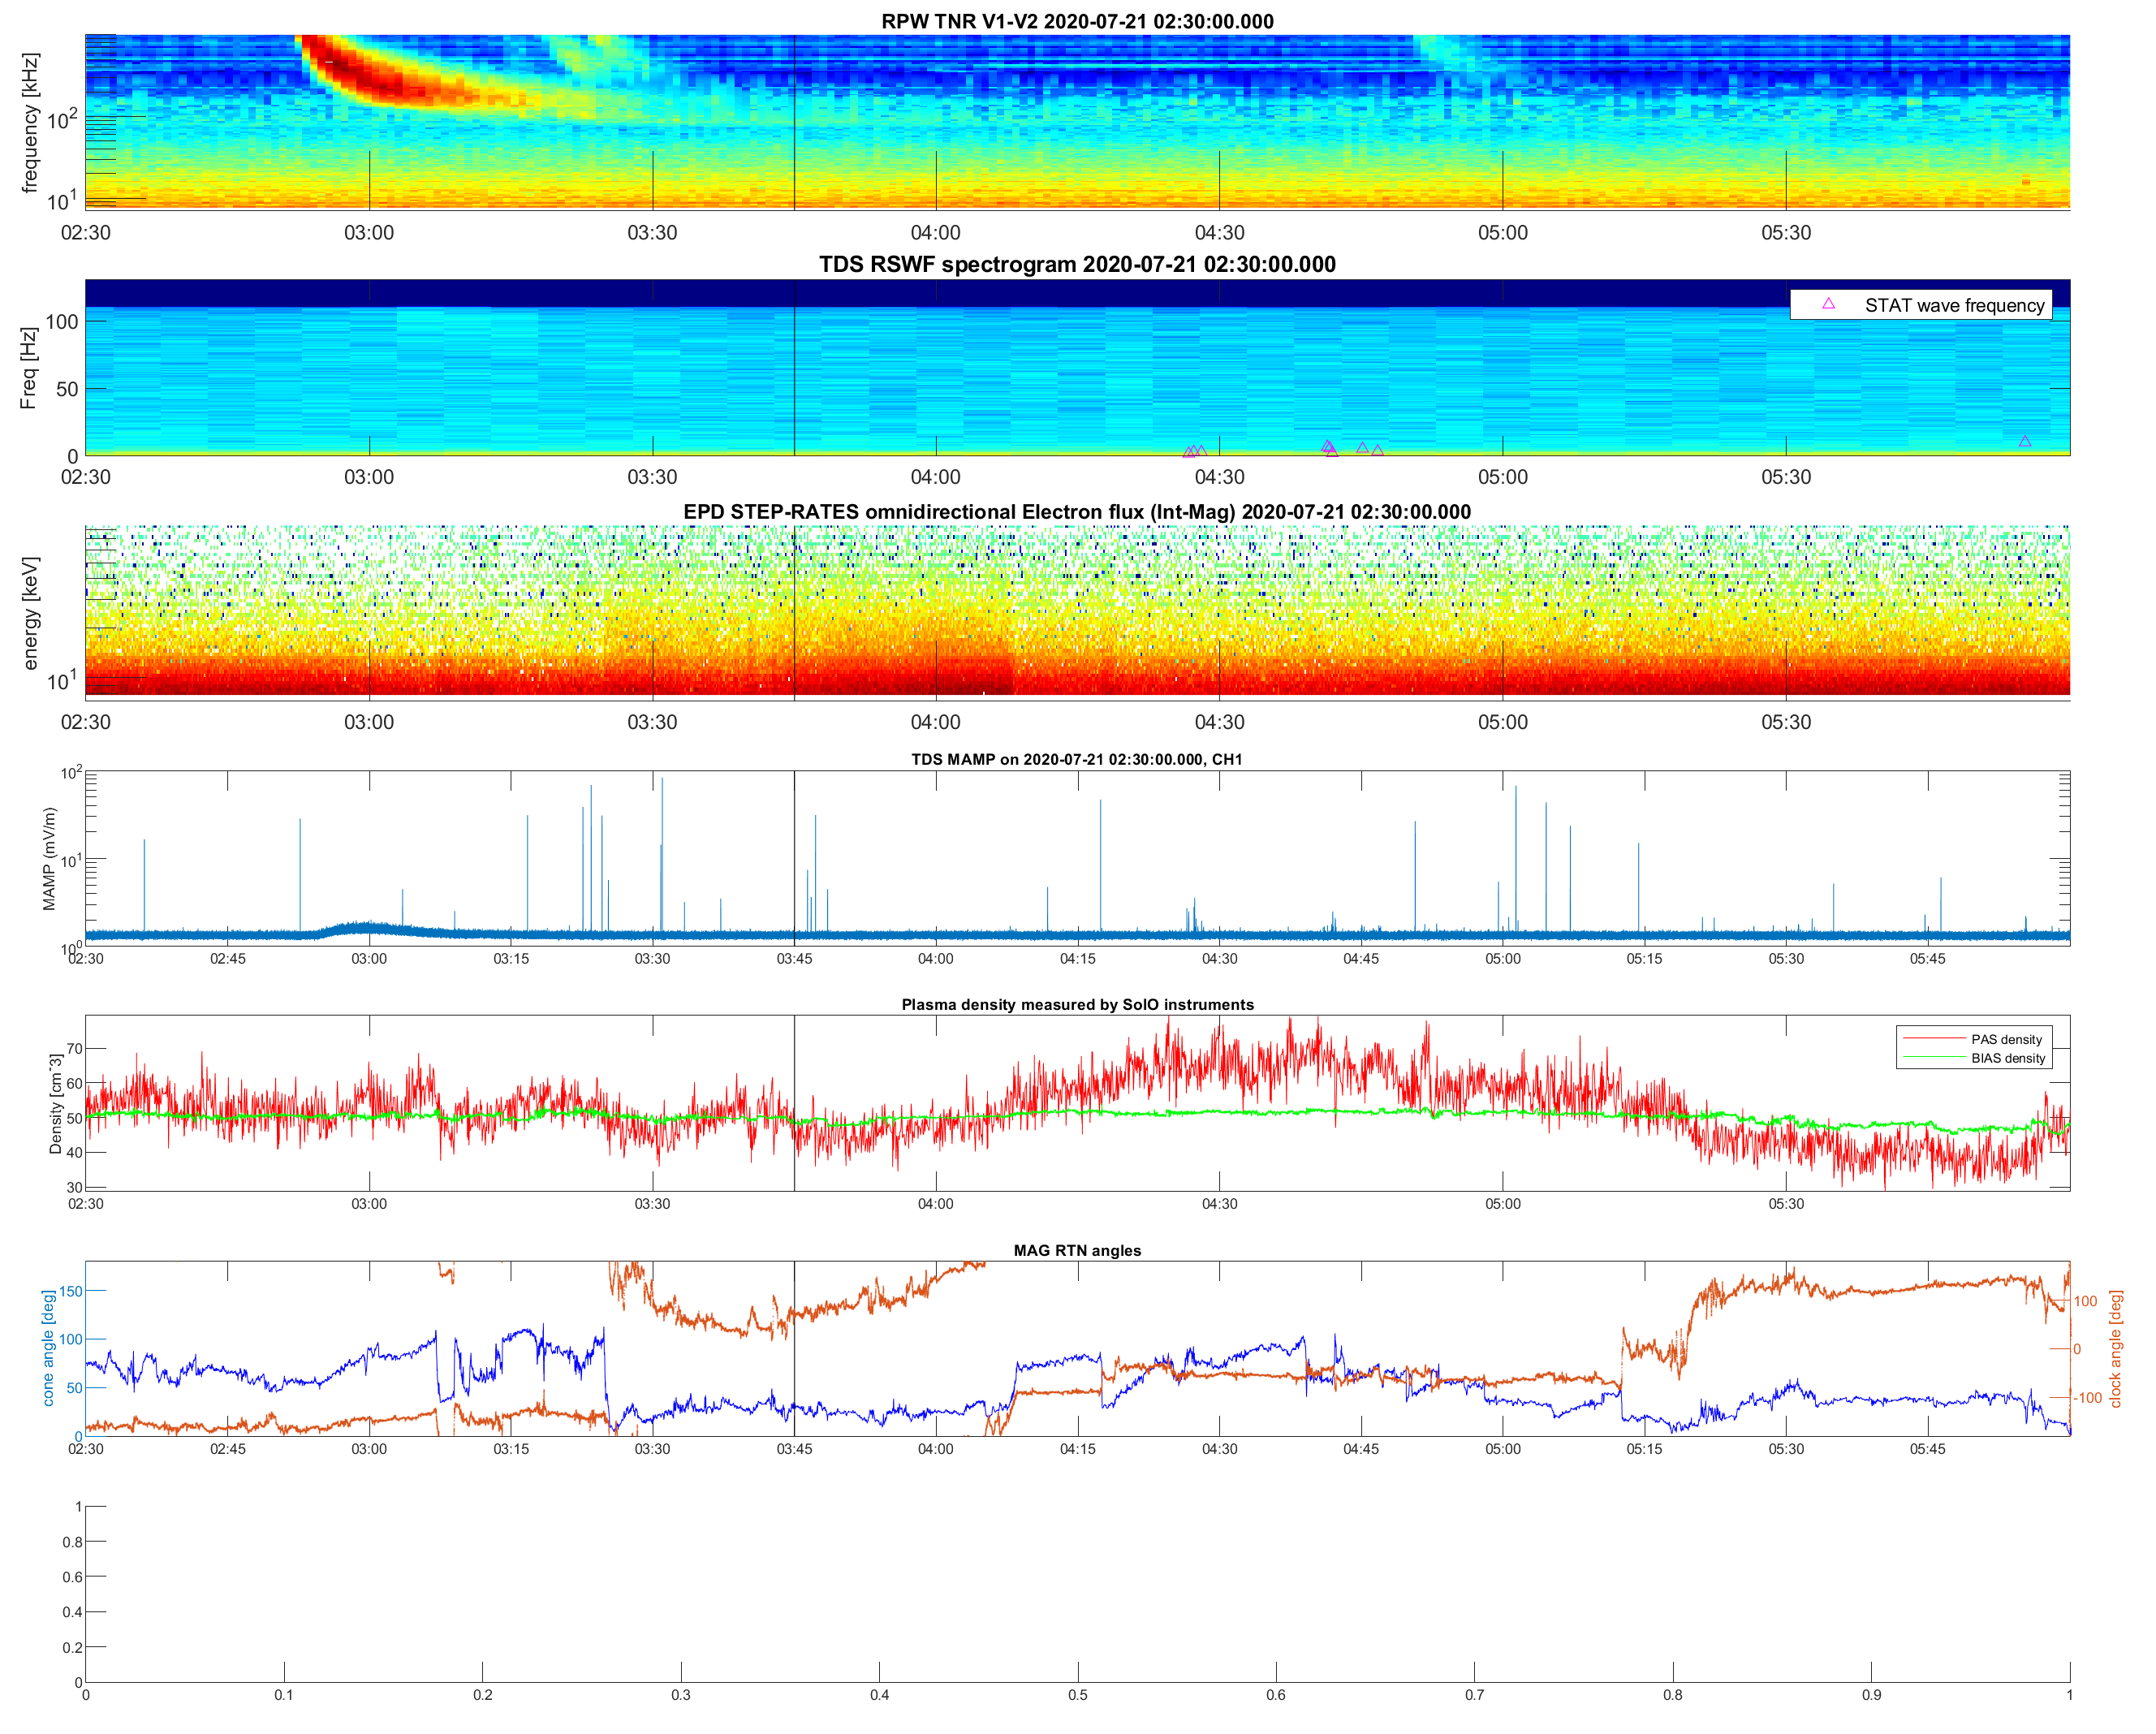 RPW TNR V1-V2 2020-07-21 02:30:00.000
frequency [kHz]
10^2
10^1
02:30 03:00 03:30 04:00 04:30 05:00 05:30
TDS RSWF spectrogram 2020-07-21 02:30:00.000
STAT wave frequency
Freq [Hz]
100
50
0
02:30 03:00 03:30 04:00 04:30 05:00 05:30
EPD STEP-RATES omnidirectional Electron flux (Int-Mag) 2020-07-21 02:30:00.000
energy [keV]
10^1
02:30 03:00 03:30 04:00 04:30 05:00 05:30
TDS MAMP on 2020-07-21 02:30:00.000, CH1
MAMP (mV/m)
10^2
10^1
10^0
02:30 02:45 03:00 03:15 03:30 03:45 04:00 04:15 04:30 04:45 05:00 05:15 05:30 05:45
Plasma density measured by SolO instruments
PAS density
BIAS density
Density [cm^-3]
70
60
50
40
30
02:30 03:00 03:30 04:00 04:30 05:00 05:30
MAG RTN angles
cone angle [deg]
150
100
50
0
clock angle [deg]
100
0
-100
02:30 02:45 03:00 03:15 03:30 03:45 04:00 04:15 04:30 04:45 05:00 05:15 05:30 05:45
1
0.8
0.6
0.4
0.2
0
0 0.1 0.2 0.3 0.4 0.5 0.6 0.7 0.8 0.9 1